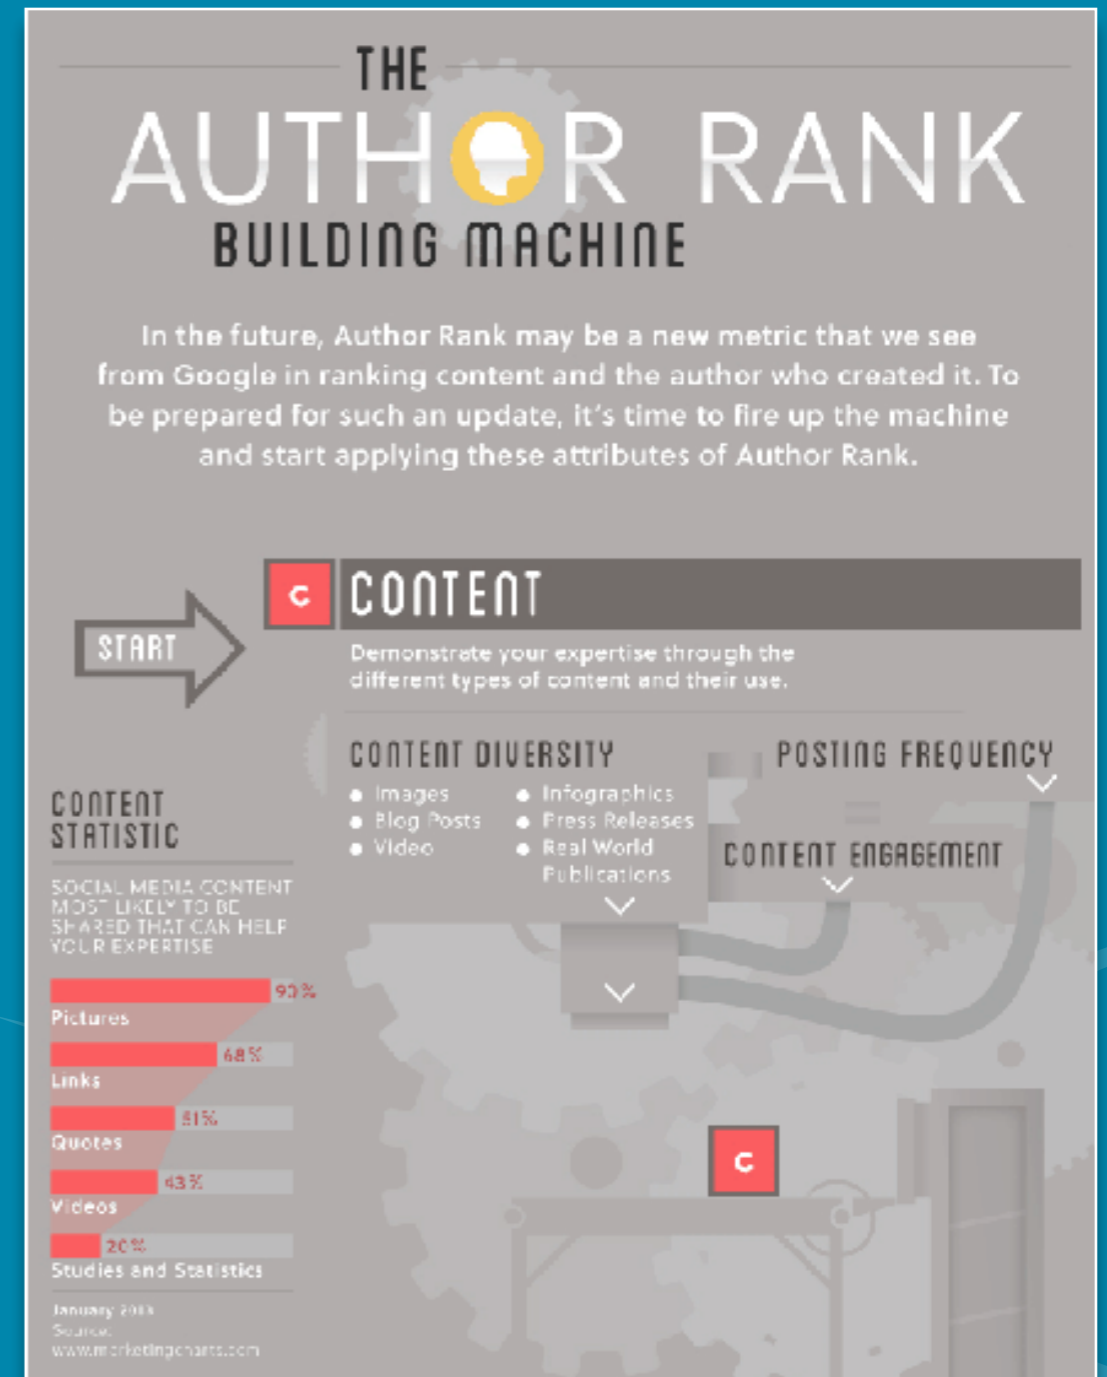 THE
AUTHOR RANK
BUILDING MACHINE
In the future, Author Rank may be a new metric that we see
from Google in ranking content and the author who created it. To
be prepared for such an update, it's time to fire up the machine
and start applying these attributes of Author Rank.
START
C
CONTENT
Demonstrate your expertise through the
different types of content and their use.
CONTENT DIVERSITY
Images
Blog Posts
Video
Infographics
Press Releases
Real World
Publications
POSTING FREQUENCY
CONTENT ENGAGEMENT
CONTENT
STATISTIC
SOCIAL MEDIA CONTENT
MOST LIKELY TO BE
SHARED THAT CAN HELP
YOUR EXPERTISE
90%
Pictures
68%
Links
51%
Quotes
43%
Videos
20%
Studies and Statistics
January 2013
Source:
www.marketingcharts.com
C